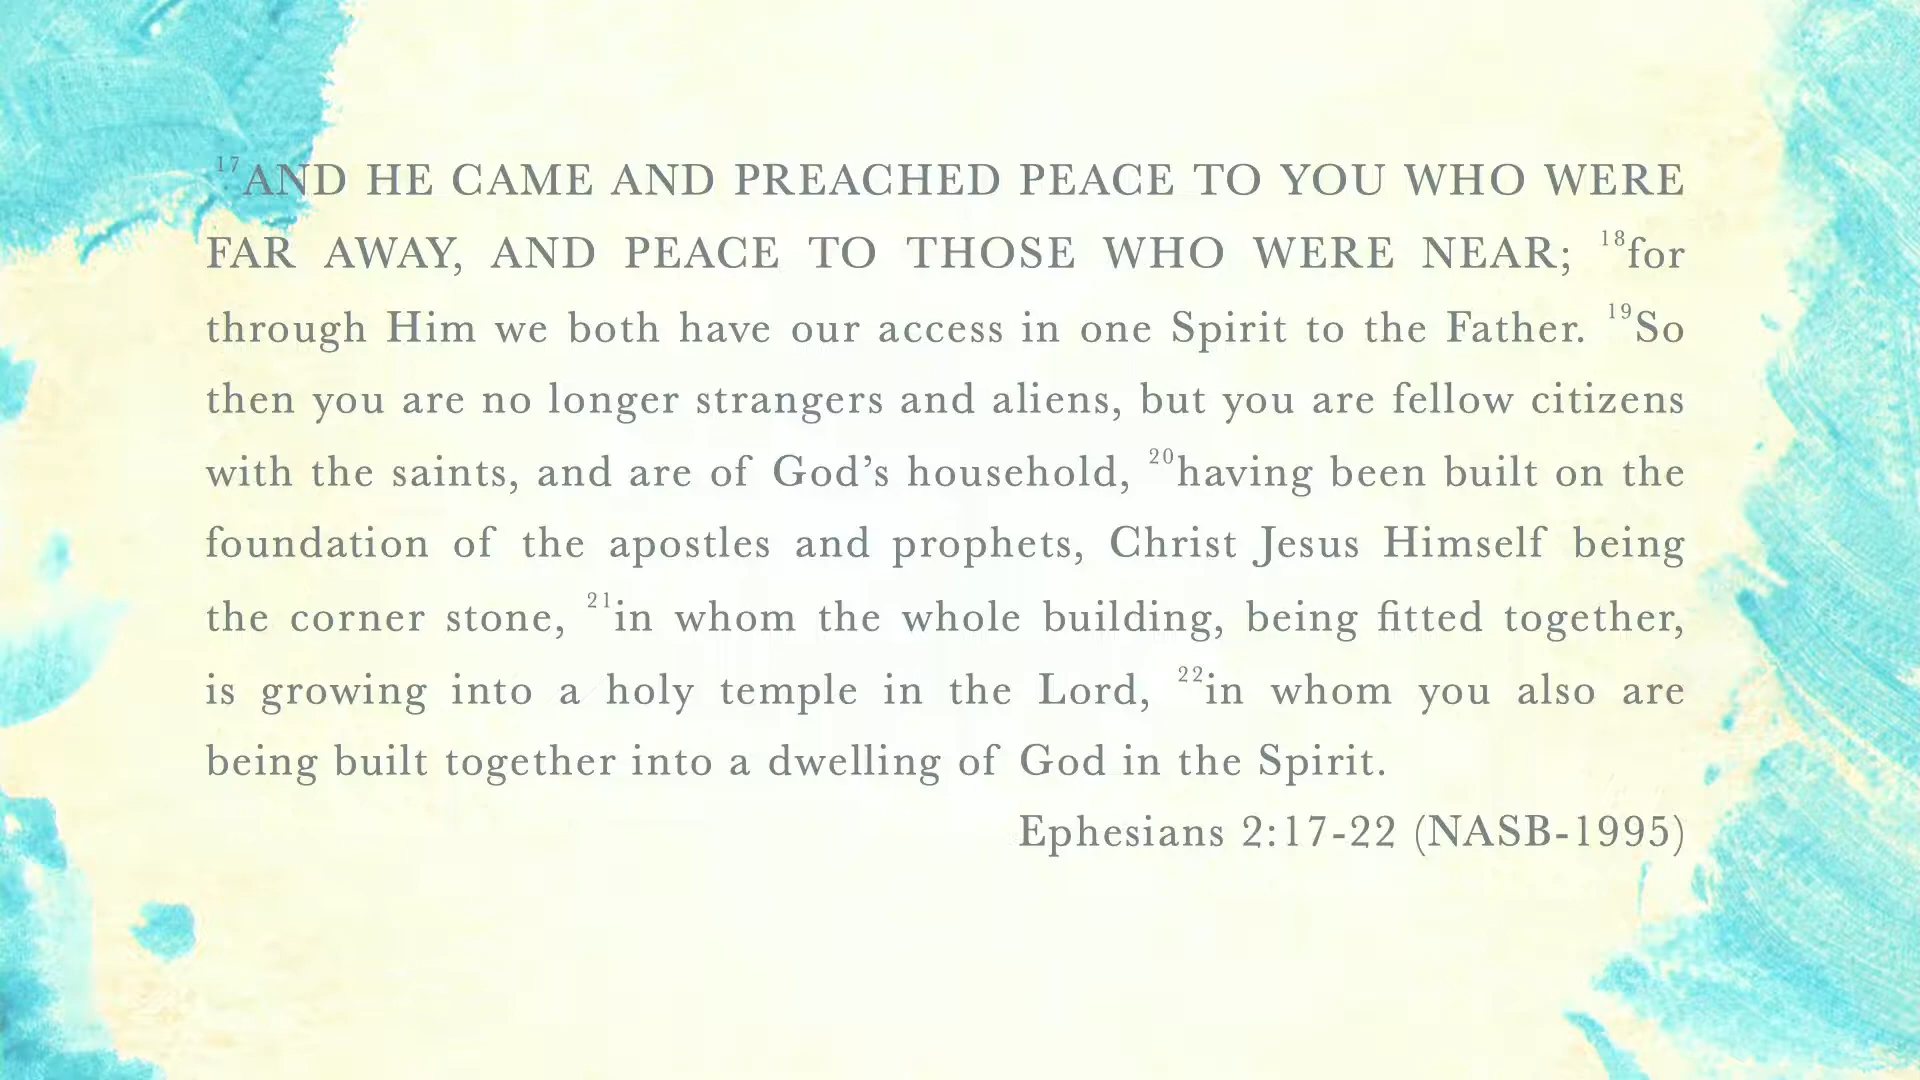 17AND HE CAME AND PREACHED PEACE TO YOU WHO WERE
FAR AWAY, AND PEACE TO THOSE WHO WERE NEAR; 18for
through Him we both have our access in one Spirit to the Father. 19So
then you are no longer strangers and aliens, but you are fellow citizens
with the saints, and are of God’s household, 20having been built on the
foundation of the apostles and prophets, Christ Jesus Himself being
the corner stone, 21in whom the whole building, being fitted together,
is growing into a holy temple in the Lord, 22in whom you also are
being built together into a dwelling of God in the Spirit.
Ephesians 2:17-22 (NASB-1995)